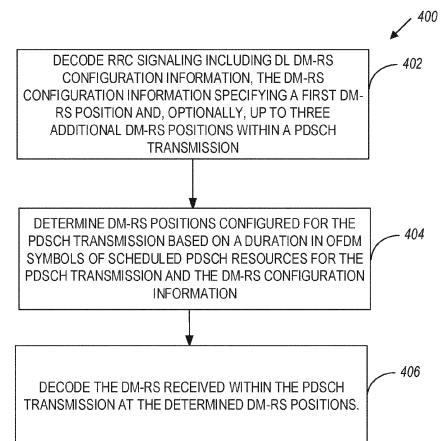 400
DECODE RRC SIGNALING INCLUDING DL DM-RS
CONFIGURATION INFORMATION, THE DM-RS
CONFIGURATION INFORMATION SPECIFYING A FIRST DM-
RS POSITION AND, OPTIONALLY, UP TO THREE
ADDITIONAL DM-RS POSITIONS WITHIN A PDSCH
TRANSMISSION
402
DETERMINE DM-RS POSITIONS CONFIGURED FOR THE
PDSCH TRANSMISSION BASED ON A DURATION IN OFDM
SYMBOLS OF SCHEDULED PDSCH RESOURCES FOR THE
PDSCH TRANSMISSION AND THE DM-RS CONFIGURATION
INFORMATION
404
DECODE THE DM-RS RECEIVED WITHIN THE PDSCH
TRANSMISSION AT THE DETERMINED DM-RS POSITIONS.
406